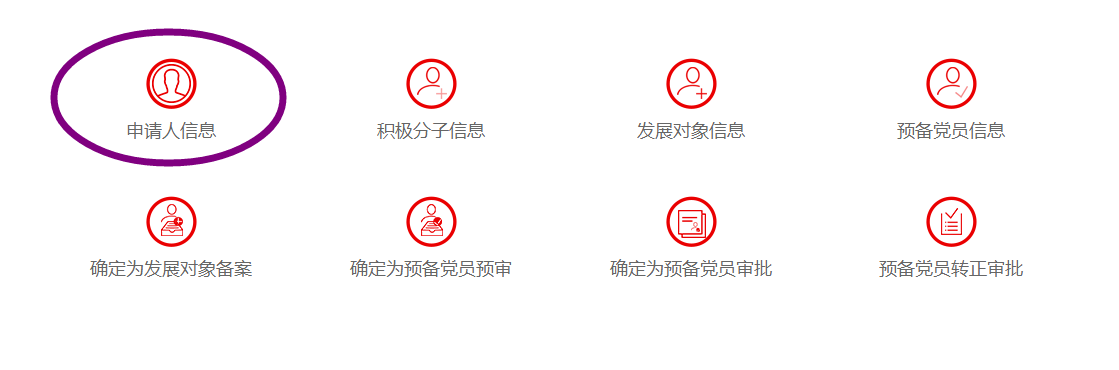 申请人信息
积极分子信息
发展对象信息
预备党员信息
确定为发展对象备案
确定为预备党员预审
确定为预备党员审批
预备党员转正审批